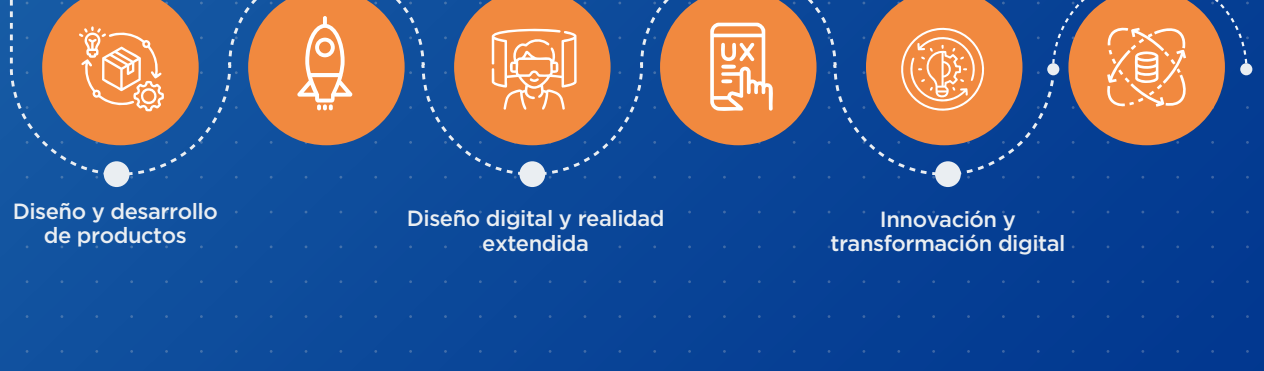 UX
Diseño y desarrollo
de productos
Diseño digital y realidad
extendida
Innovación y
transformación digital